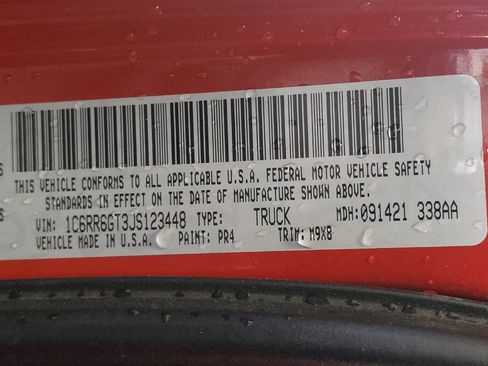 THIS VEHICLE CONFORMS TO ALL APPLICABLE U.S.A. FEDERAL MOTOR VEHICLE SAFETY
STANDARDS IN EFFECT ON THE DATE OF MANUFACTURE SHOWN ABOVE.
VIN: 1C6RR6GT3JS123448 TYPE: TRUCK MDH: 091421 338AA
VEHICLE MADE IN U.S.A. PAINT: PR4 TRIM: M9X8